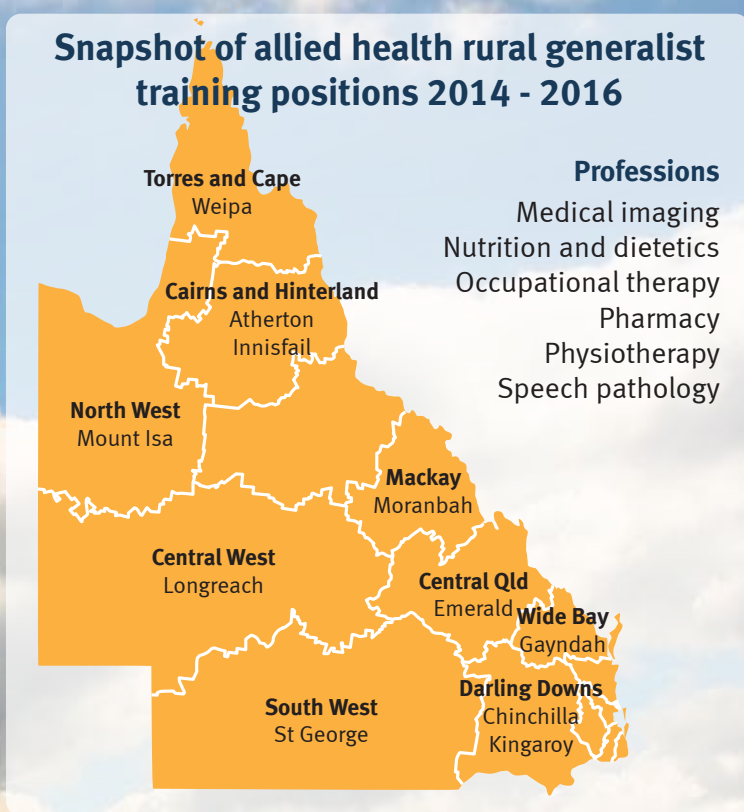 Snapshot of allied health rural generalist
training positions 2014 - 2016
Professions
Medical imaging
Nutrition and dietetics
Occupational therapy
Pharmacy
Physiotherapy
Speech pathology
Torres and Cape
Weipa
Cairns and Hinterland
Atherton
Innisfail
North West
Mount Isa
Mackay
Moranbah
Central West
Longreach
Central Qld
Emerald
Wide Bay
Gayndah
Darling Downs
Chinchilla
Kingaroy
South West
St George